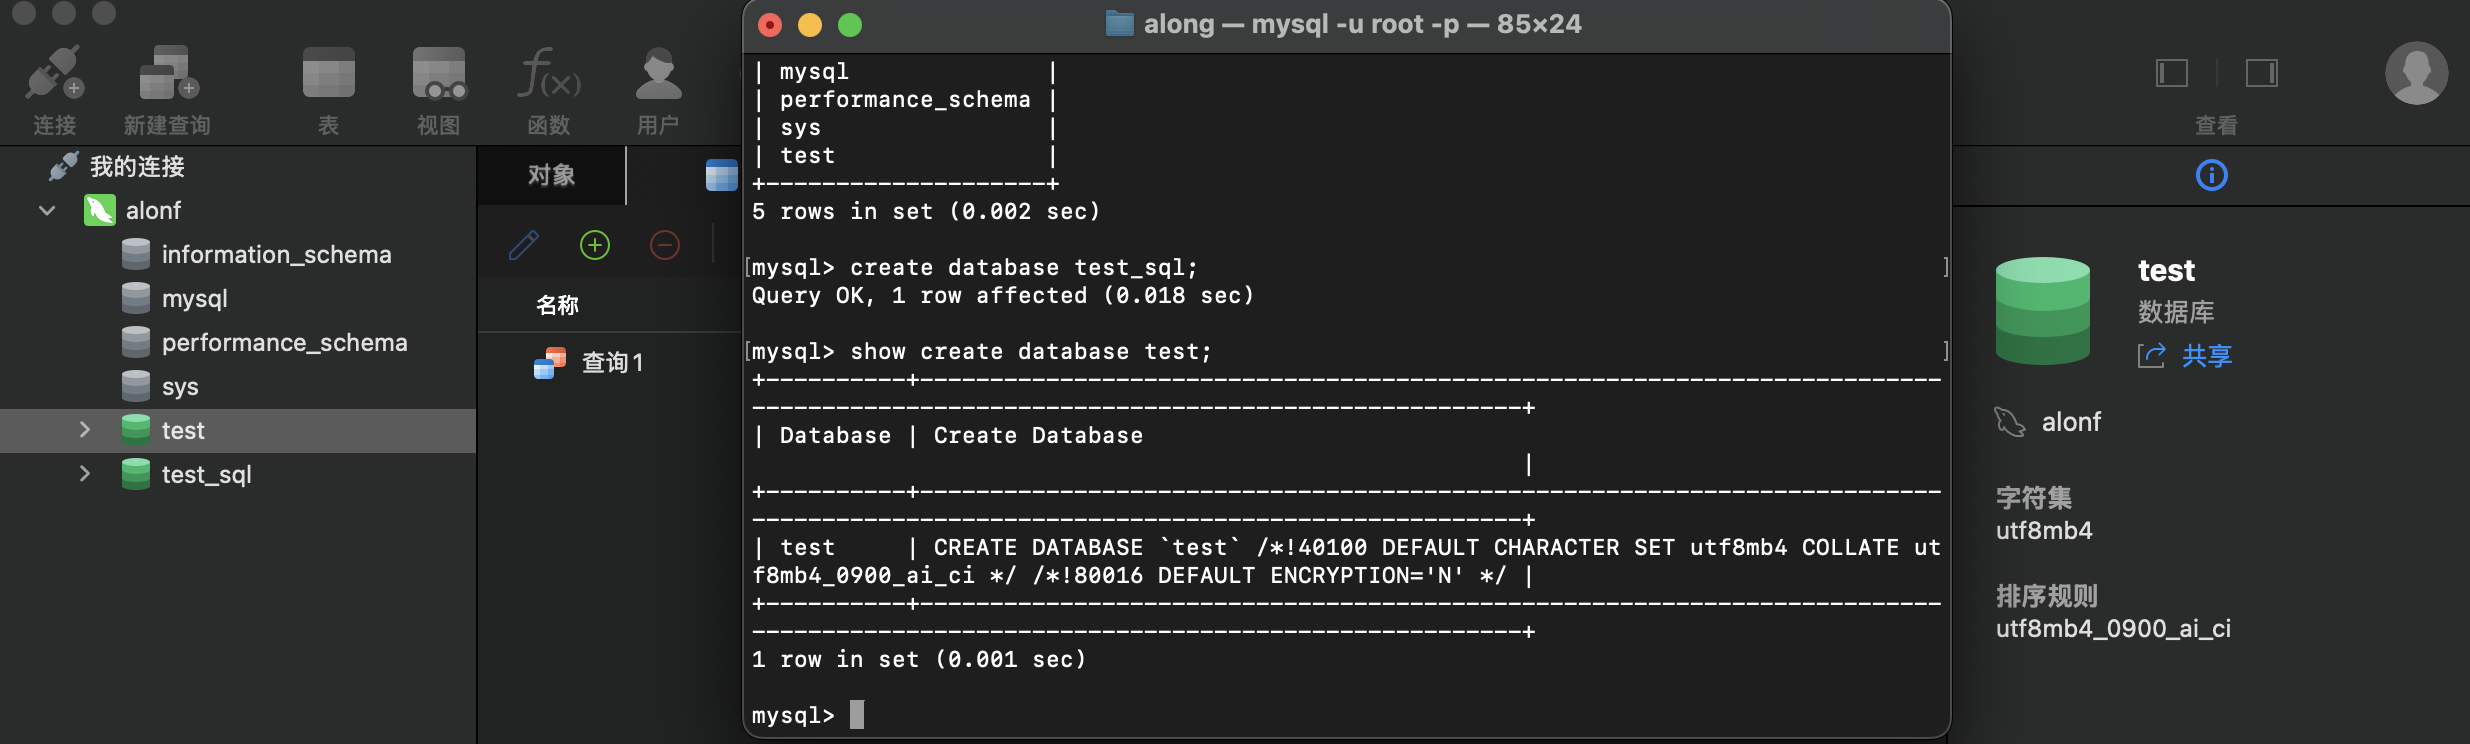 连接
新建查询
表
视图
函数
用户
查看
我的连接
alonf
information_schema
mysql
performance_schema
sys
test
test_sql
对象
名称
查询1
along — mysql -u root -p — 85×24
| mysql              |
| performance_schema |
| sys                |
| test               |
+--------------------+
5 rows in set (0.002 sec)
[mysql> create database test_sql; ]
Query OK, 1 row affected (0.018 sec)
[mysql> show create database test; ]
+----------+-------------------------------------------------------------------------
-------------------------------------------------------+
| Database | Create Database
|
+----------+-------------------------------------------------------------------------
-------------------------------------------------------+
| test     | CREATE DATABASE `test` /*!40100 DEFAULT CHARACTER SET utf8mb4 COLLATE ut
f8mb4_0900_ai_ci */ /*!80016 DEFAULT ENCRYPTION='N' */ |
+----------+-------------------------------------------------------------------------
-------------------------------------------------------+
1 row in set (0.001 sec)
mysql>
test
数据库
共享
alonf
字符集
utf8mb4
排序规则
utf8mb4_0900_ai_ci